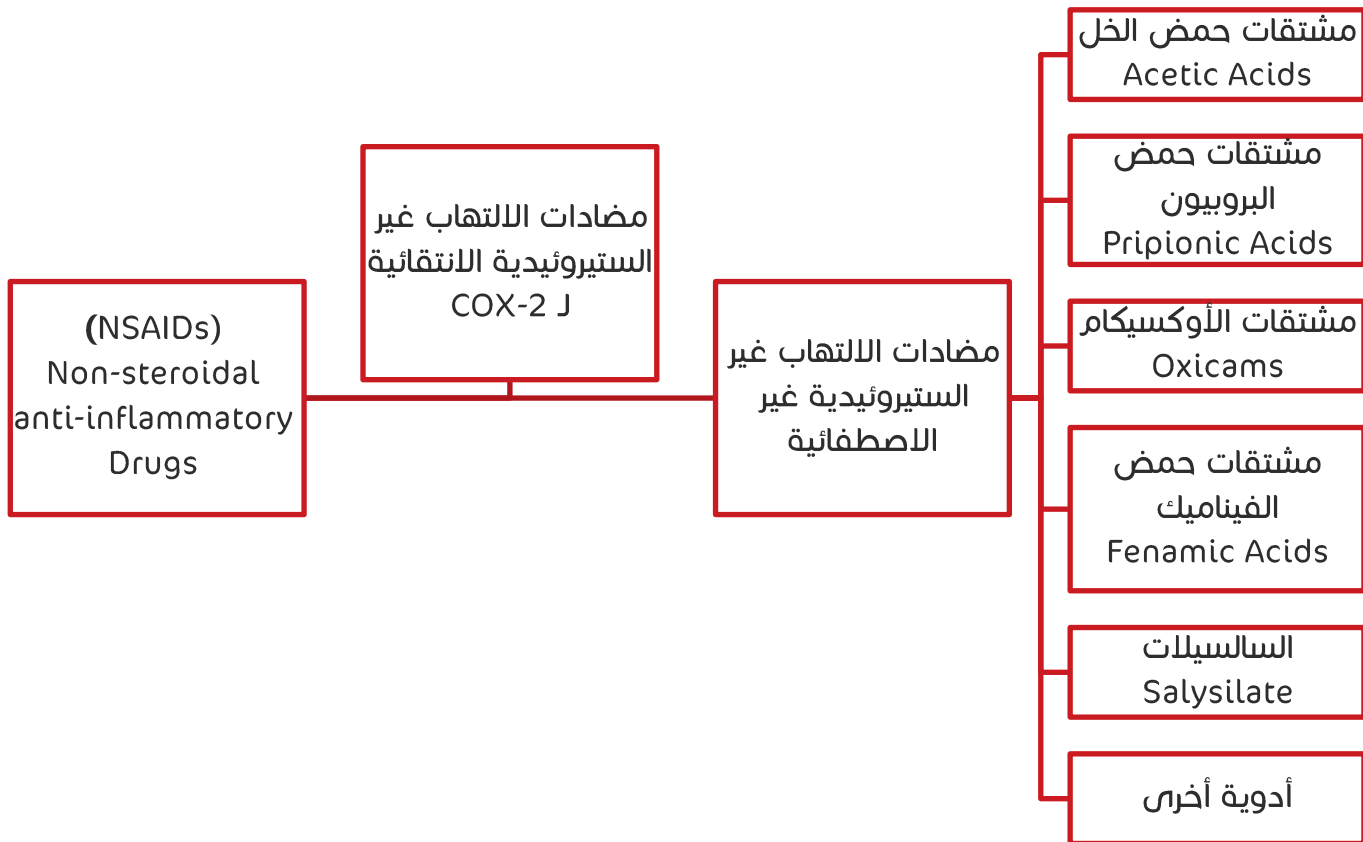 (NSAIDs)
Non-steroidal
anti-inflammatory
Drugs
مضادات الالتهاب غير
الستيروئيدية الانتقائية
لـ COX-2
مضادات الالتهاب غير
الستيروئيدية غير
الاصطفائية
مشتقات حمض الخل
Acetic Acids
مشتقات حمض
البروبيون
Pripionic Acids
مشتقات الأوكسيكام
Oxicams
مشتقات حمض
الفيناميك
Fenamic Acids
السالسيلات
Salysilate
أدوية أخرى